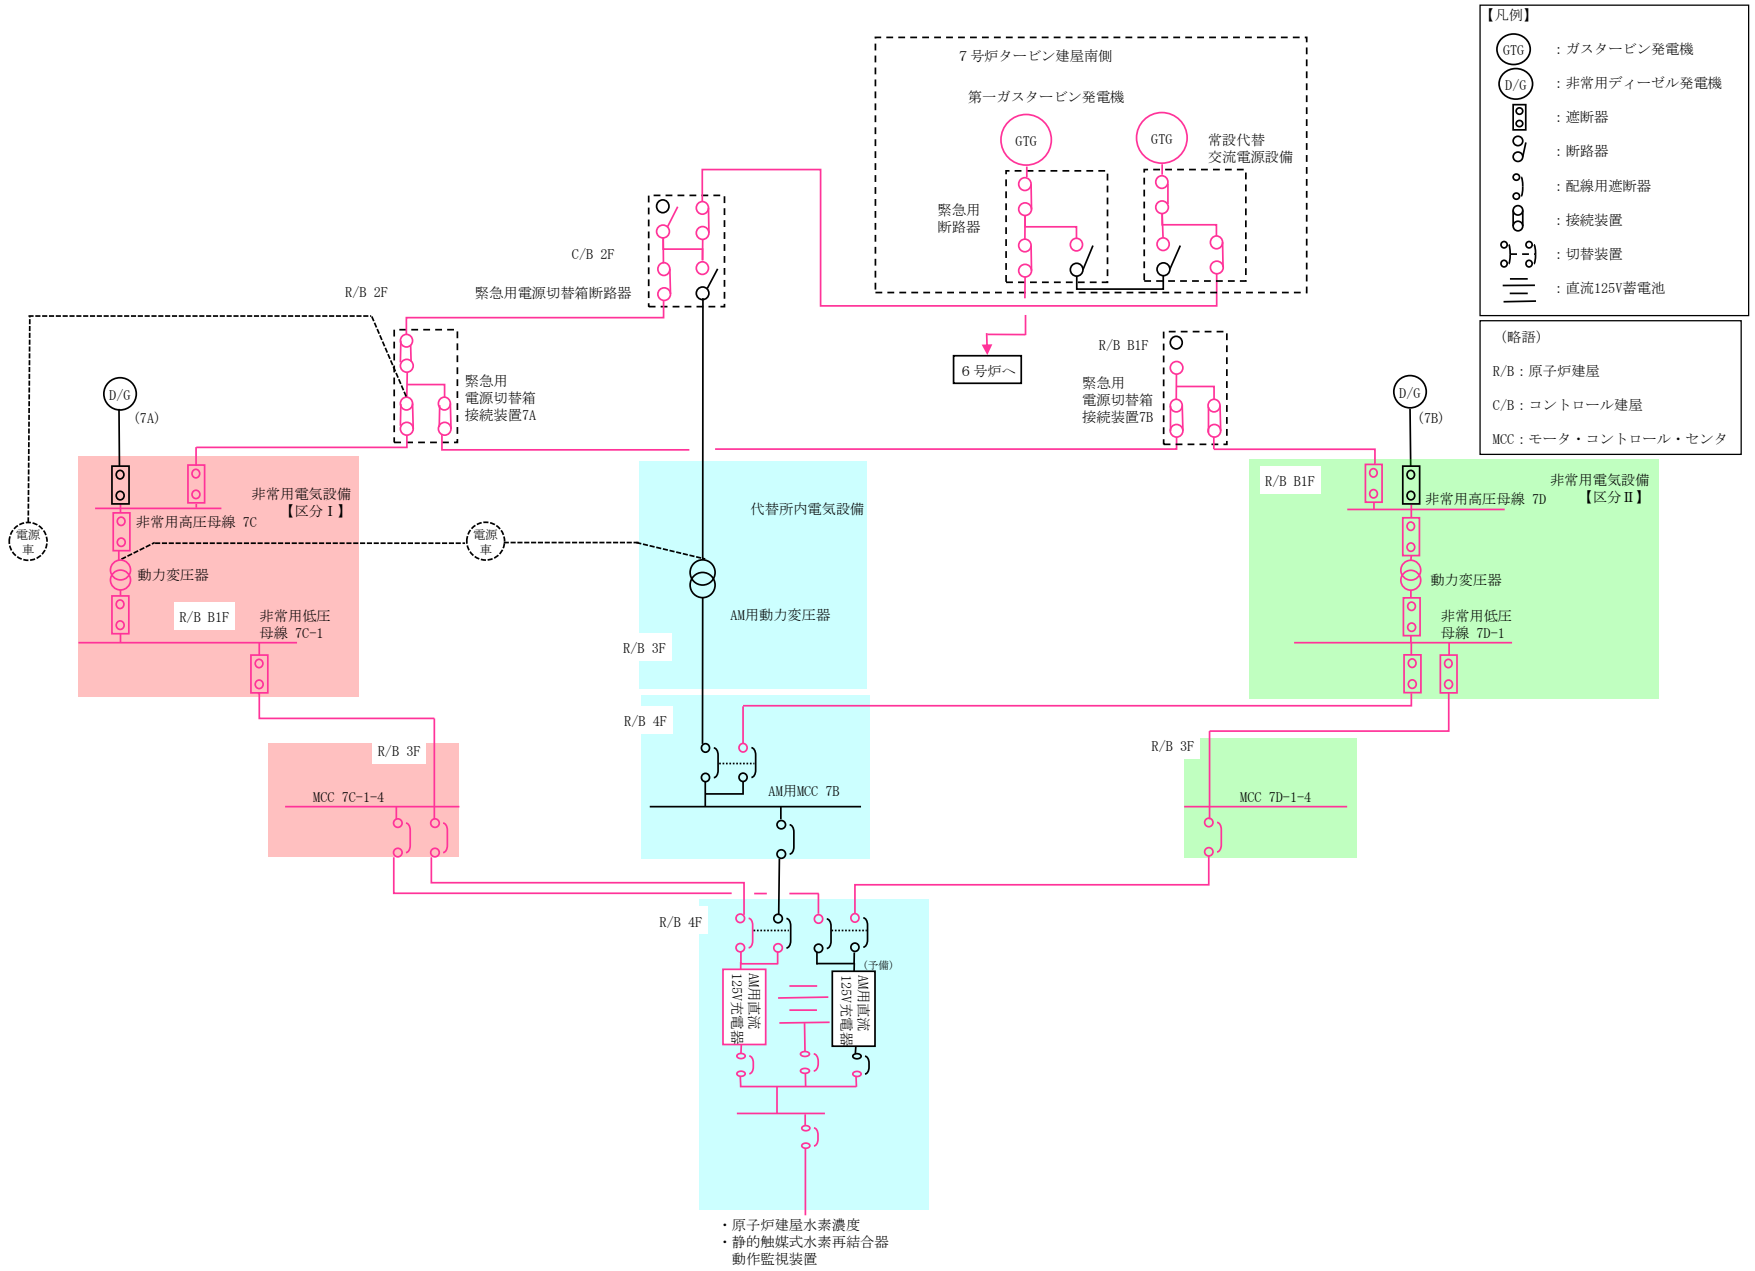 【凡例】
GTG ：ガスタービン発電機
D/G ：非常用ディーゼル発電機
：遮断器
：断路器
：配線用遮断器
：接続装置
：切替装置
：直流125V蓄電池
（略語）
R/B：原子炉建屋
C/B：コントロール建屋
MCC：モータ・コントロール・センタ
７号炉タービン建屋南側
第一ガスタービン発電機
GTG
GTG
常設代替
交流電源設備
緊急用
断路器
C/B 2F
緊急用電源切替箱断路器
R/B 2F
緊急用
電源切替箱
接続装置7A
６号炉へ
R/B B1F
緊急用
電源切替箱
接続装置7B
D/G
(7A)
D/G
(7B)
非常用電気設備
【区分Ⅰ】
非常用高圧母線 7C
動力変圧器
R/B B1F
非常用低圧
母線 7C-1
電源
車
電源
車
代替所内電気設備
AM用動力変圧器
R/B 3F
R/B B1F
非常用電気設備
【区分Ⅱ】
非常用高圧母線 7D
動力変圧器
非常用低圧
母線 7D-1
R/B 4F
AM用MCC 7B
R/B 3F
MCC 7C-1-4
R/B 3F
MCC 7D-1-4
R/B 4F
(予備)
AM用直流
125V充電器
AM用直流
125V充電器
・原子炉建屋水素濃度
・静的触媒式水素再結合器
動作監視装置